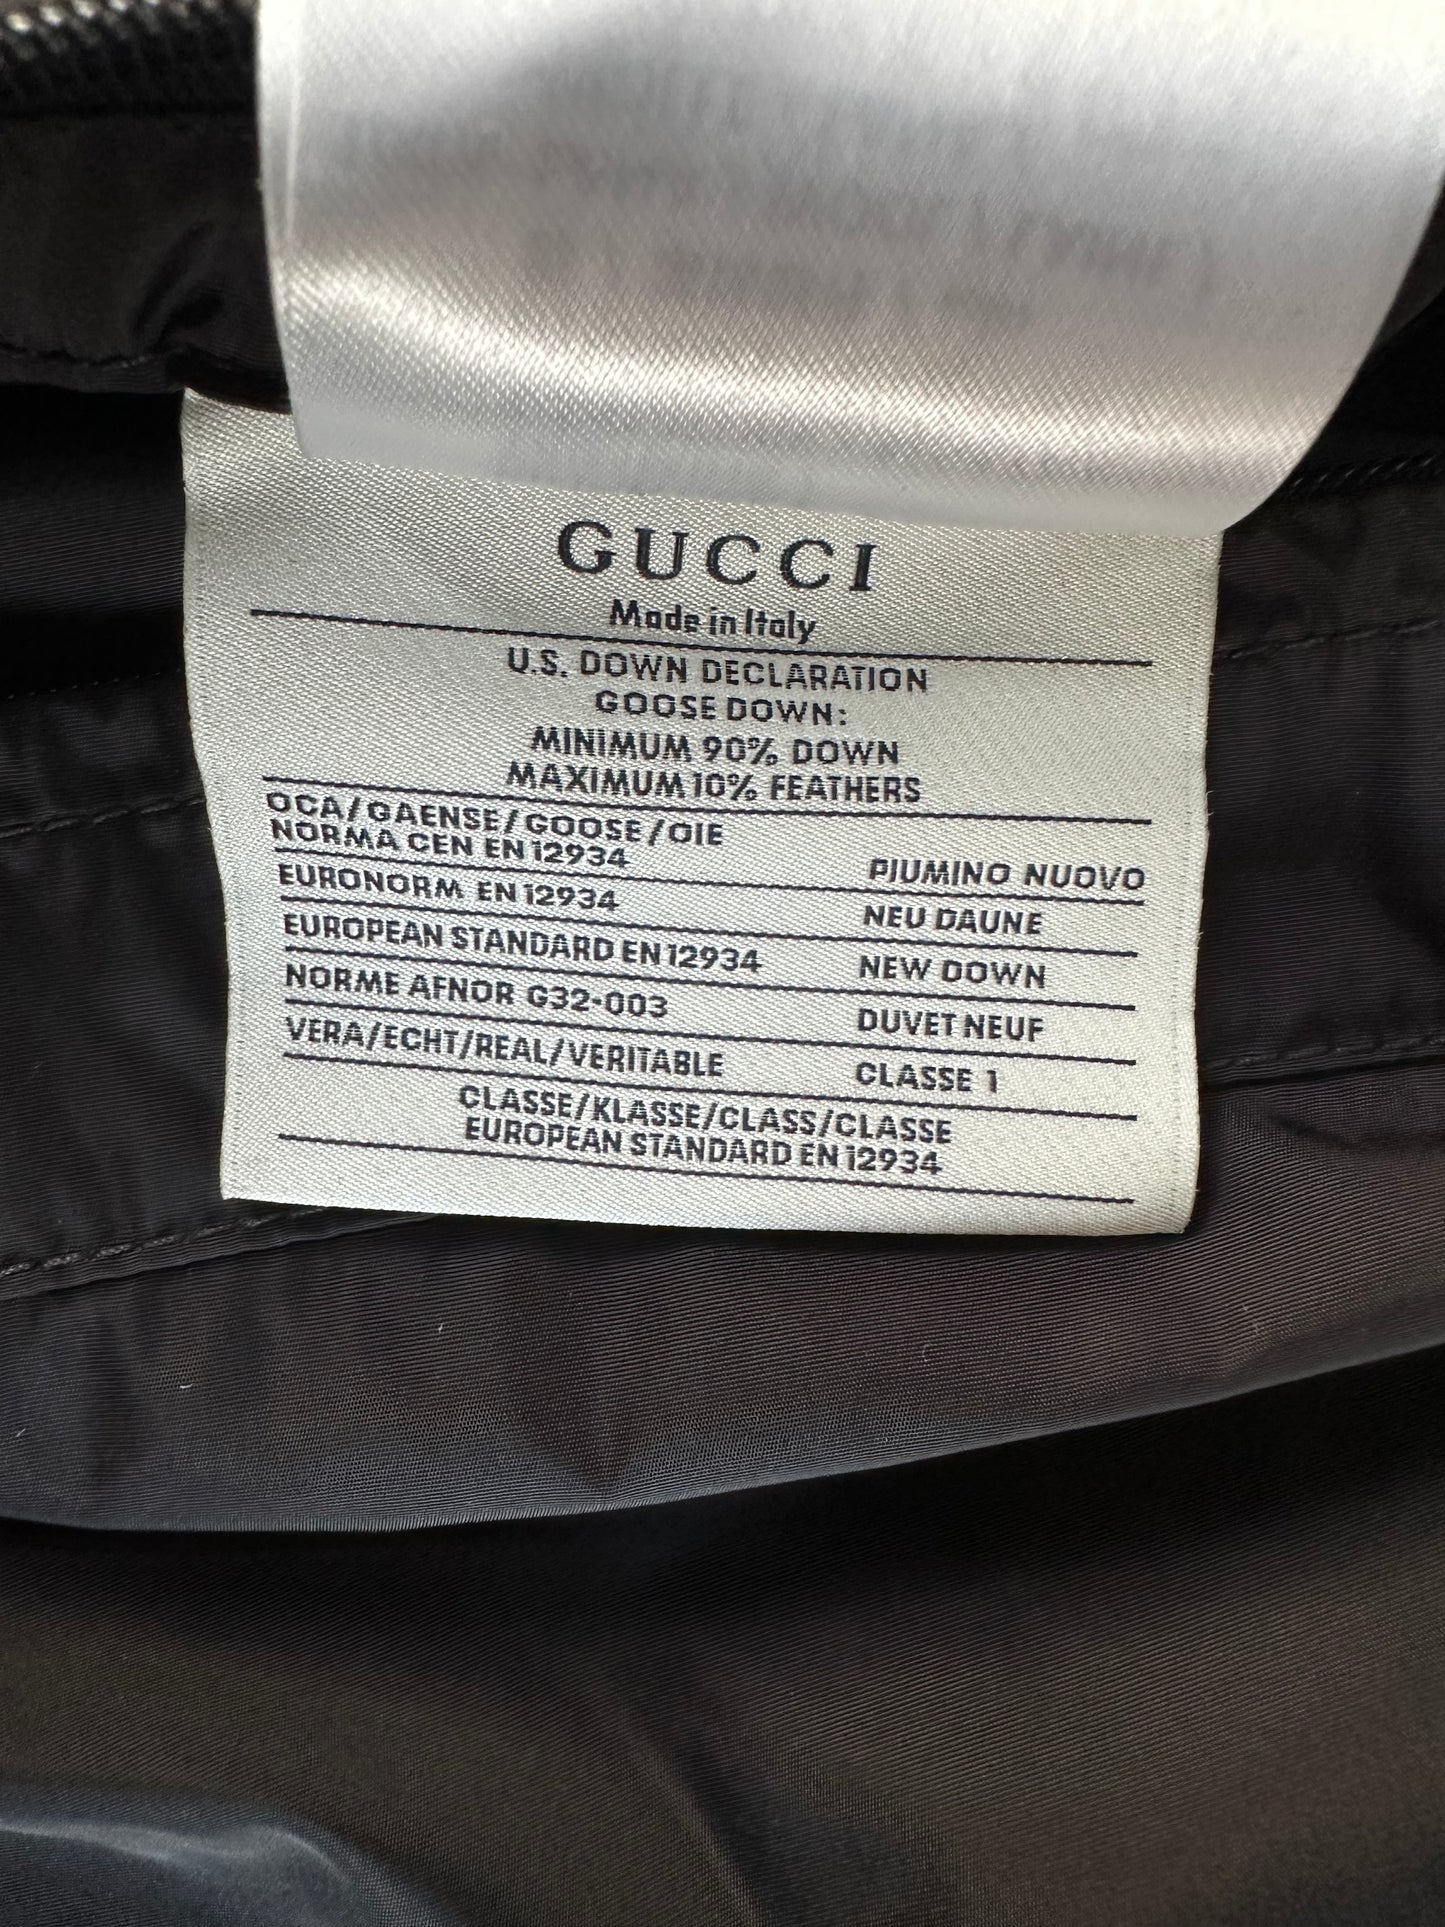 GUCCI
Made in Italy
U.S. DOWN DECLARATION
GOOSE DOWN:
MINIMUM 90% DOWN
MAXIMUM 10% FEATHERS
OCA/GAENSE/GOOSE/OIE
NORMA CEN EN 12934 PIUMINO NUOVO
EURONORM EN 12934 NEU DAUNE
EUROPEAN STANDARD EN 12934 NEW DOWN
NORME AFNOR G32-003 DUVET NEUF
VERA/ECHT/REAL/VERITABLE CLASSE 1
CLASSE/KLASSE/CLASS/CLASSE
EUROPEAN STANDARD EN 12934